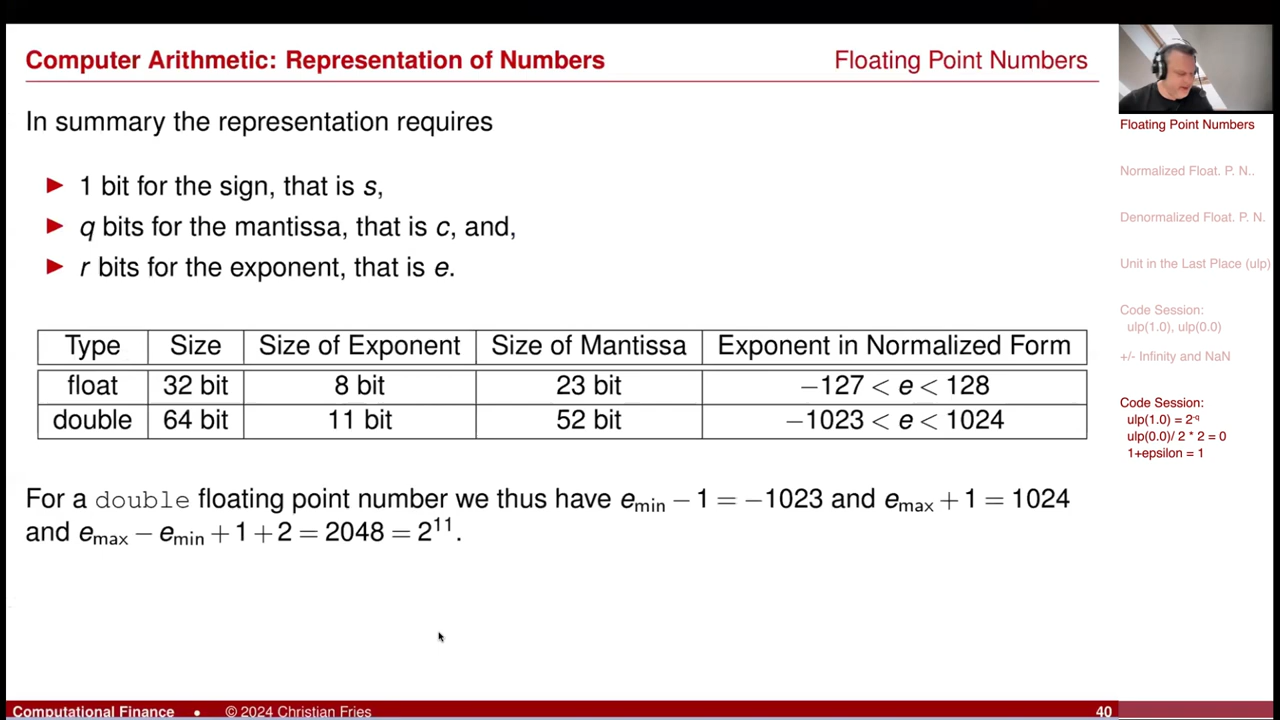 Computer Arithmetic: Representation of Numbers
Floating Point Numbers
In summary the representation requires
▶ 1 bit for the sign, that is s,
▶ q bits for the mantissa, that is c, and,
▶ r bits for the exponent, that is e.
Type Size Size of Exponent Size of Mantissa Exponent in Normalized Form
float 32 bit 8 bit 23 bit −127 < e < 128
double 64 bit 11 bit 52 bit −1023 < e < 1024
For a double floating point number we thus have e_min − 1 = −1023 and e_max + 1 = 1024
and e_max − e_min + 1 + 2 = 2048 = 2^11.
Floating Point Numbers
Normalized Float. P. N..
Denormalized Float. P. N.
Unit in the Last Place (ulp)
Code Session:
ulp(1.0), ulp(0.0)
+/- Infinity and NaN
Code Session:
ulp(1.0) = 2^-q
ulp(0.0)/ 2 * 2 = 0
1+epsilon = 1
Computational Finance • © 2024 Christian Fries 40